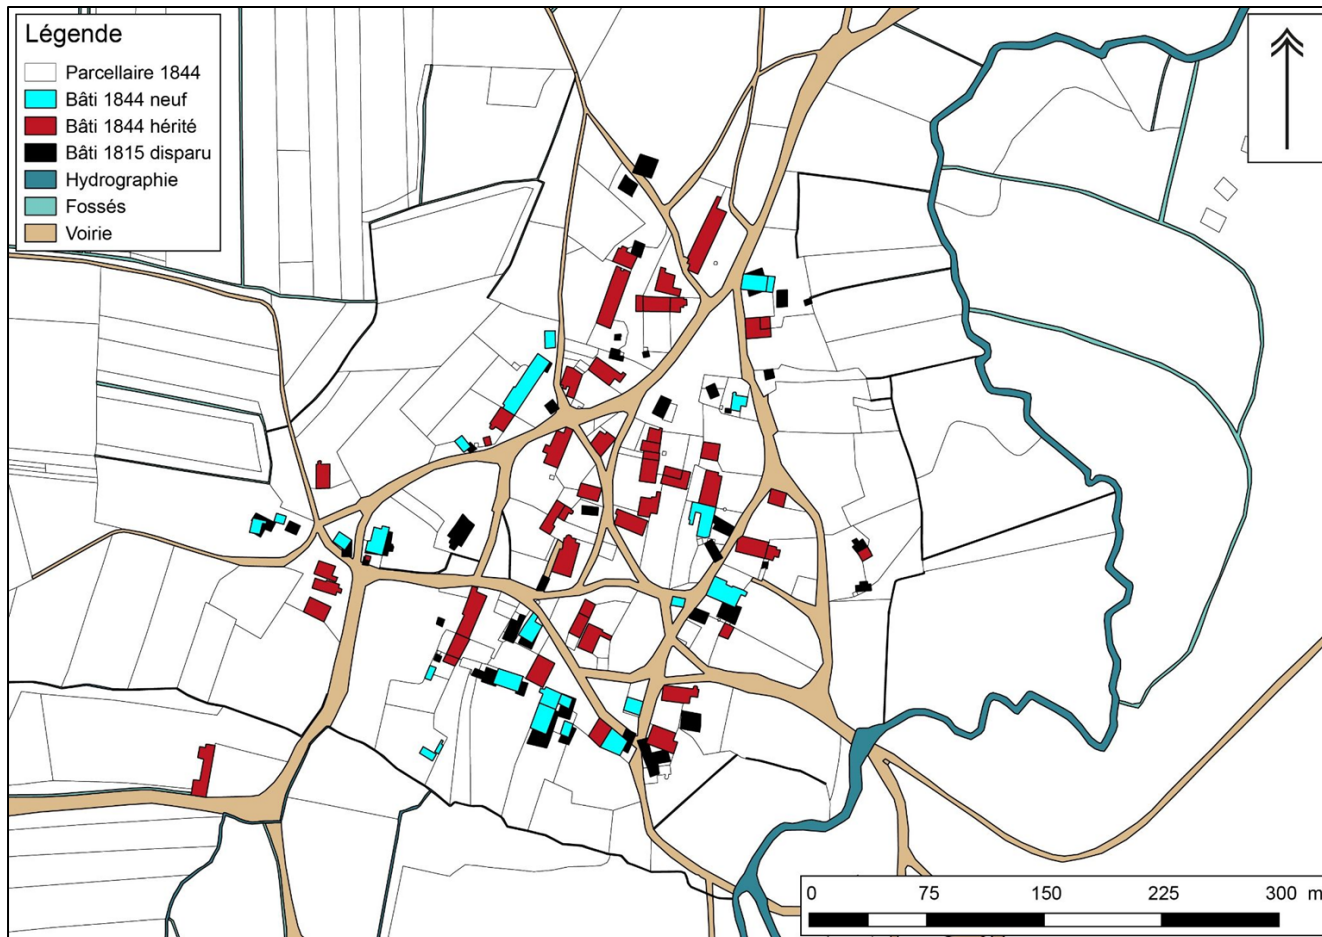 Légende
Parcellaire 1844
Bâti 1844 neuf
Bâti 1844 hérité
Bâti 1815 disparu
Hydrographie
Fossés
Voirie
0 75 150 225 300 m